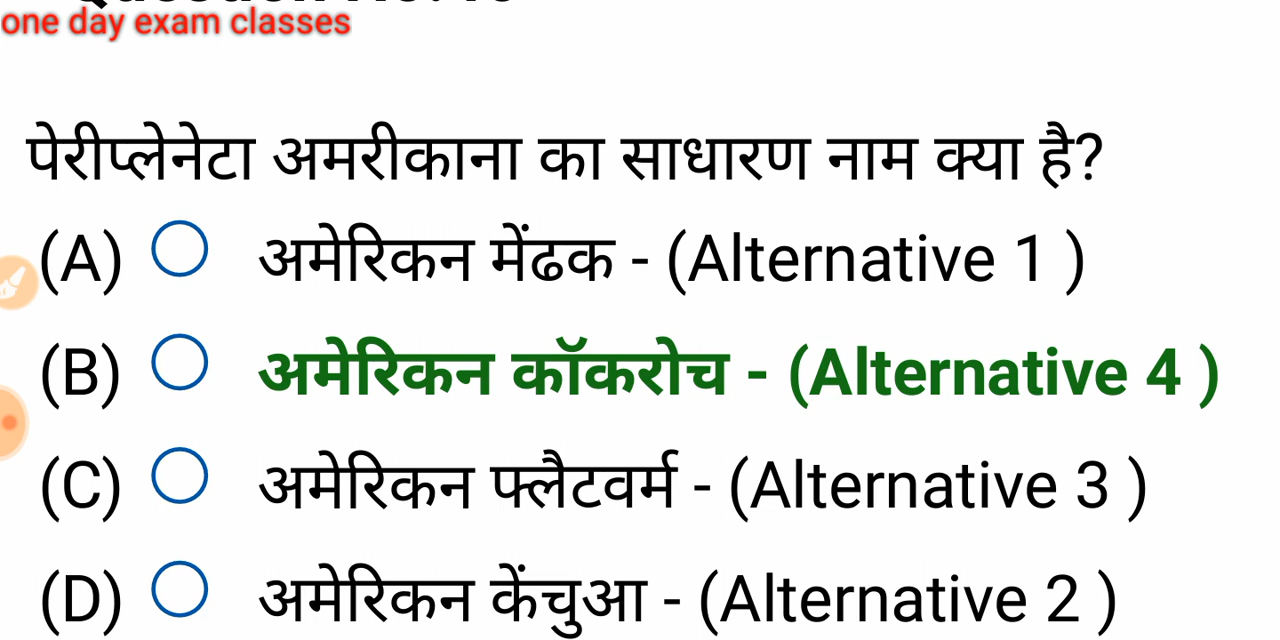 one day exam classes
पेरीप्लेनेटा अमरीकाना का साधारण नाम क्या है?
(A) अमेरिकन मेंढक - (Alternative 1 )
(B) अमेरिकन कॉकरोच - (Alternative 4 )
(C) अमेरिकन फ्लैटवर्म - (Alternative 3 )
(D) अमेरिकन केंचुआ - (Alternative 2 )